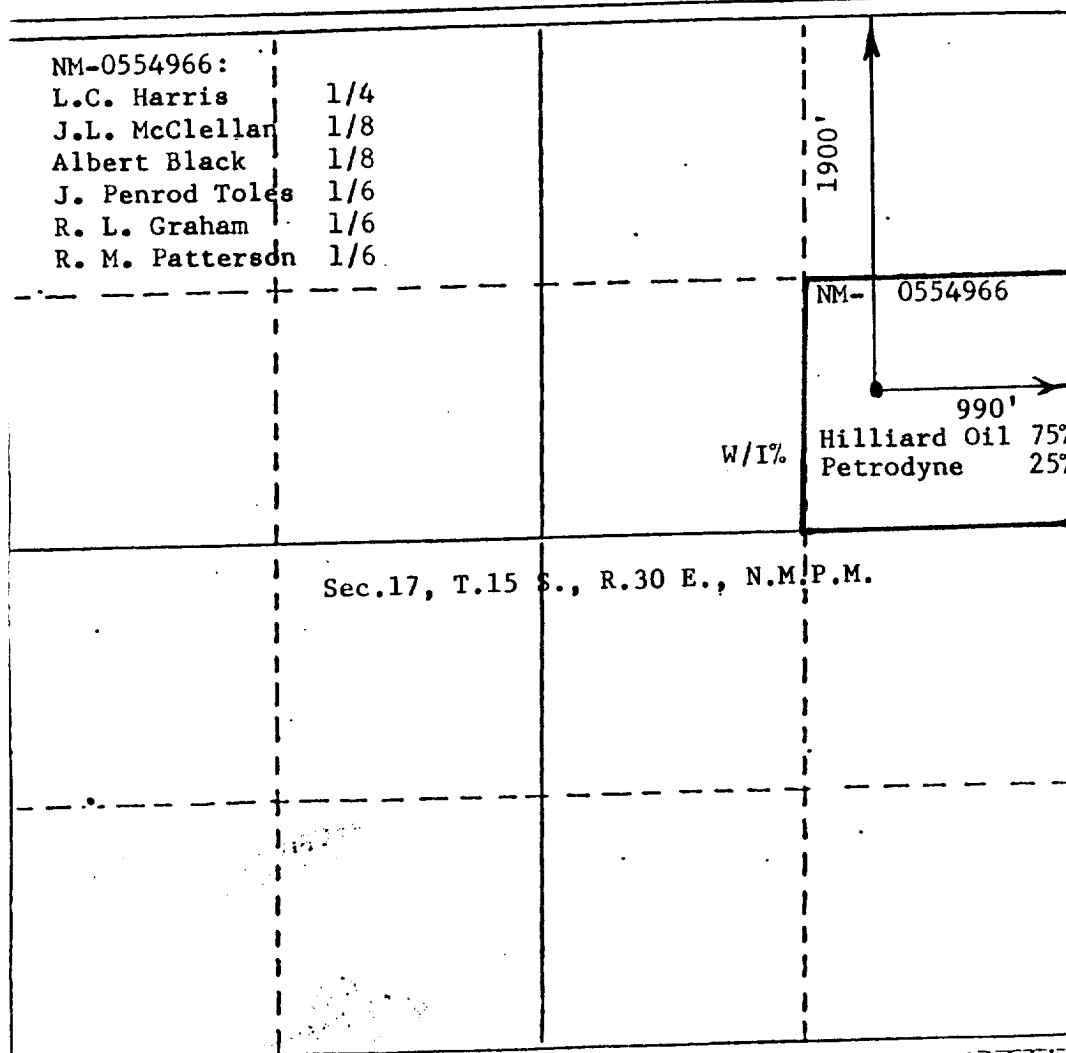 NM-0554966:
L.C. Harris 1/4
J.L. McClellan 1/8
Albert Black 1/8
J. Penrod Toles 1/6
R. L. Graham 1/6
R. M. Patterson 1/6
1900'
NM- 0554966
990'
W/I%
Hilliard Oil 75%
Petrodyne 25%
Sec.17, T.15 S., R.30 E., N.M.P.M.